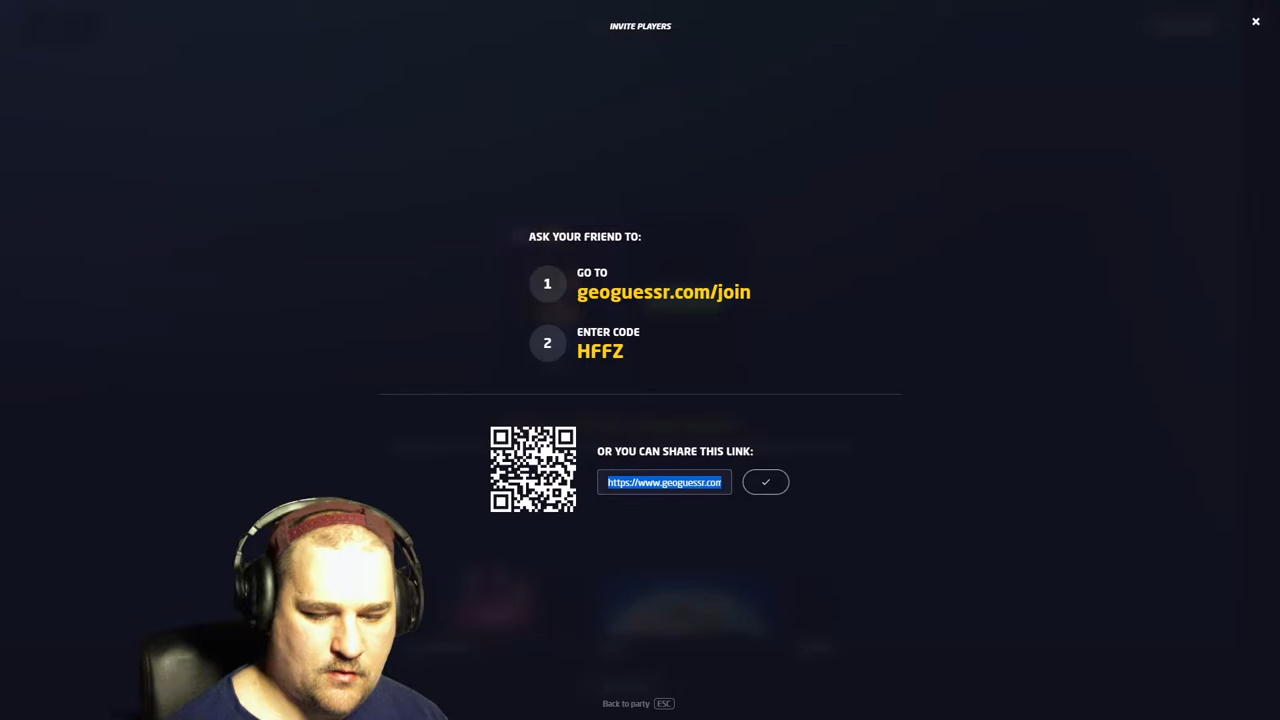 INVITE PLAYERS
×
ASK YOUR FRIEND TO:
1
GO TO
geoguessr.com/join
2
ENTER CODE
HFFZ
OR YOU CAN SHARE THIS LINK:
https://www.geoguessr.com
Back to party ESC